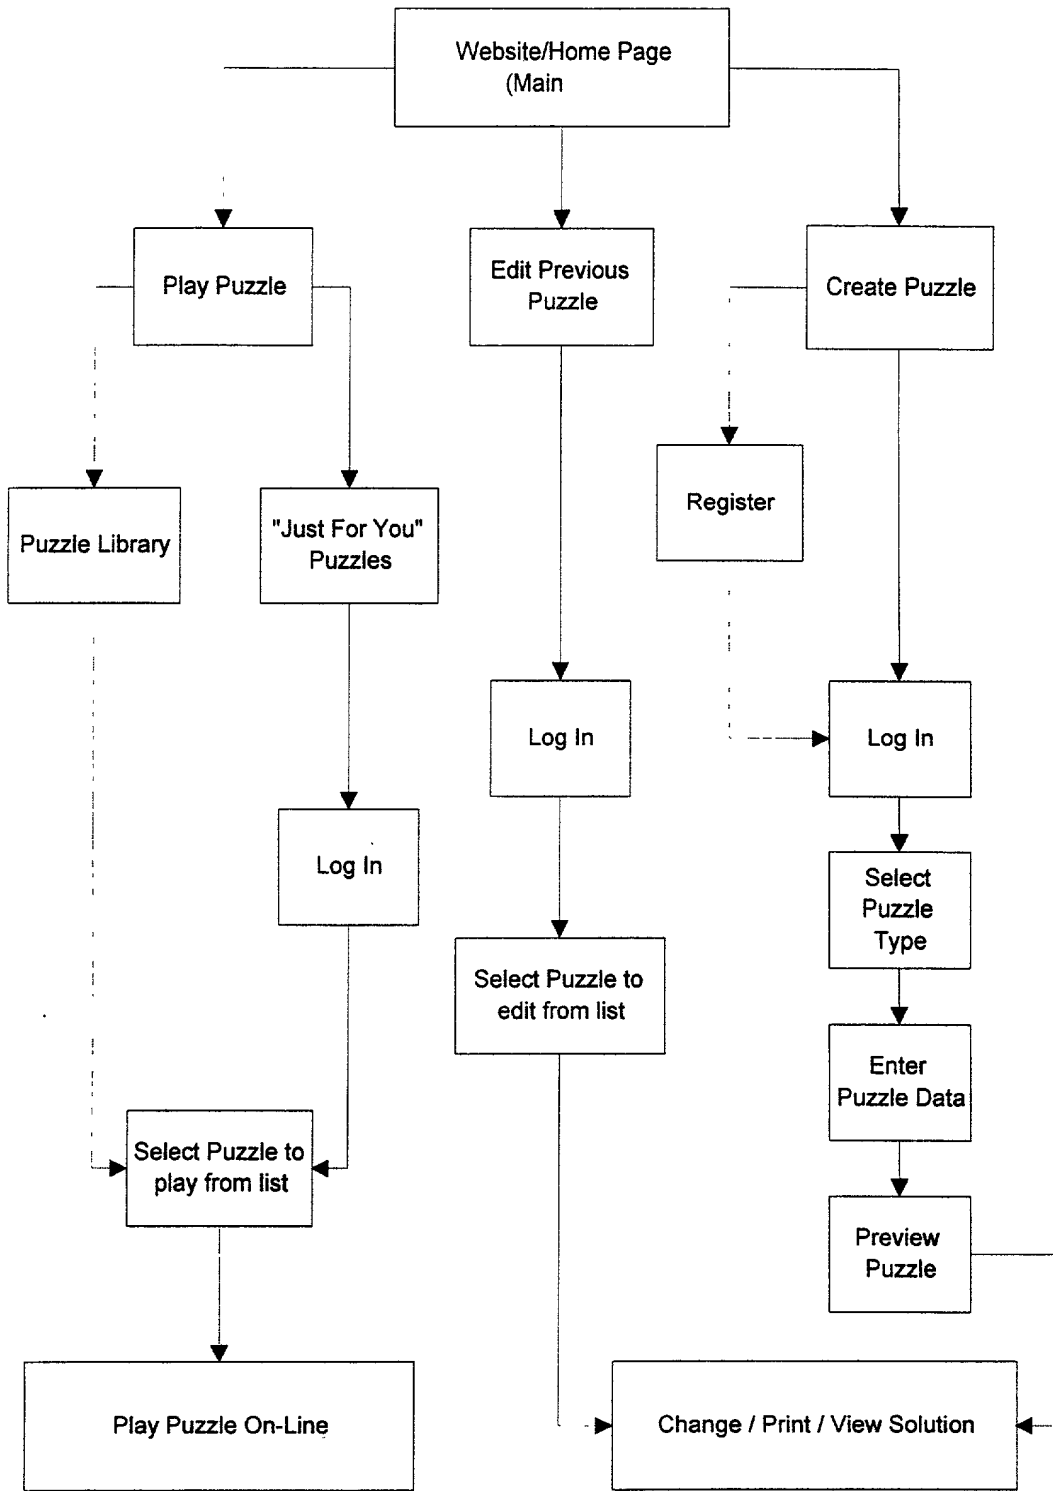 Website/Home Page
(Main
Play Puzzle
Edit Previous
Puzzle
Create Puzzle
Register
Puzzle Library
"Just For You"
Puzzles
Log In
Log In
Log In
Select
Puzzle
Type
Select Puzzle to
edit from list
Enter
Puzzle Data
Select Puzzle to
play from list
Preview
Puzzle
Play Puzzle On-Line
Change / Print / View Solution